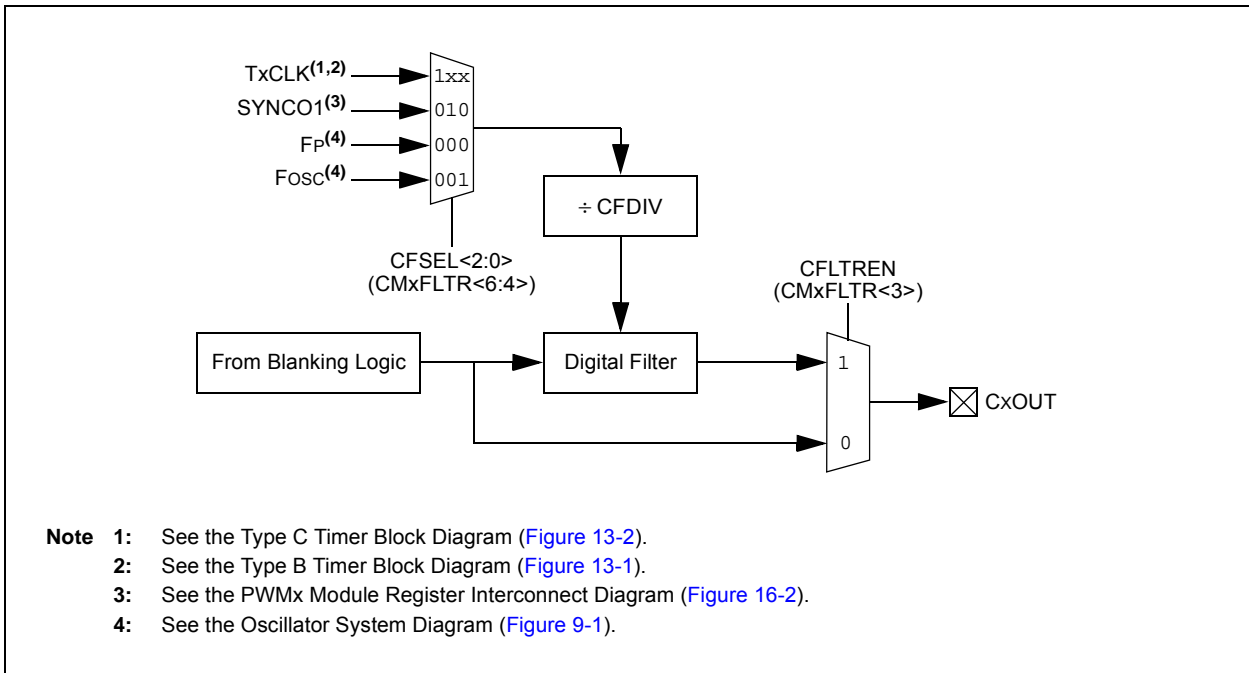 TxCLK(1,2)
SYNCO1(3)
FP(4)
FOSC(4)
1xx
010
000
001
÷ CFDIV
CFSEL<2:0>
(CMxFLTR<6:4>)
CFLTREN
(CMxFLTR<3>)
From Blanking Logic
Digital Filter
1
0
CxOUT
Note 1: See the Type C Timer Block Diagram (Figure 13-2).
2: See the Type B Timer Block Diagram (Figure 13-1).
3: See the PWMx Module Register Interconnect Diagram (Figure 16-2).
4: See the Oscillator System Diagram (Figure 9-1).